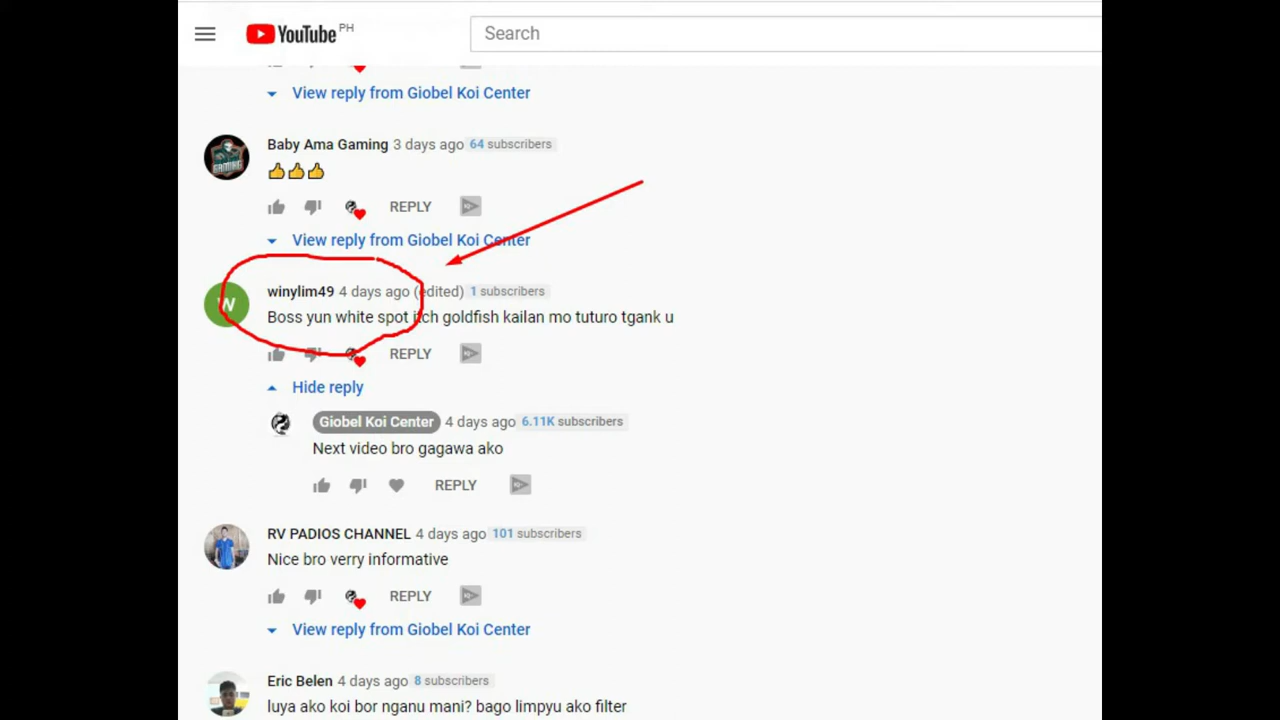 YouTube PH
Search
View reply from Giobel Koi Center
Baby Ama Gaming 3 days ago 64 subscribers
👍👍👍
REPLY
View reply from Giobel Koi Center
W
winylim49 4 days ago (edited) 1 subscribers
Boss yun white spot itch goldfish kailan mo tuturo tgank u
REPLY
Hide reply
Giobel Koi Center 4 days ago 6.11K subscribers
Next video bro gagawa ako
REPLY
RV PADIOS CHANNEL 4 days ago 101 subscribers
Nice bro verry informative
REPLY
View reply from Giobel Koi Center
Eric Belen 4 days ago 8 subscribers
luya ako koi bor nganu mani? bago limpyu ako filter